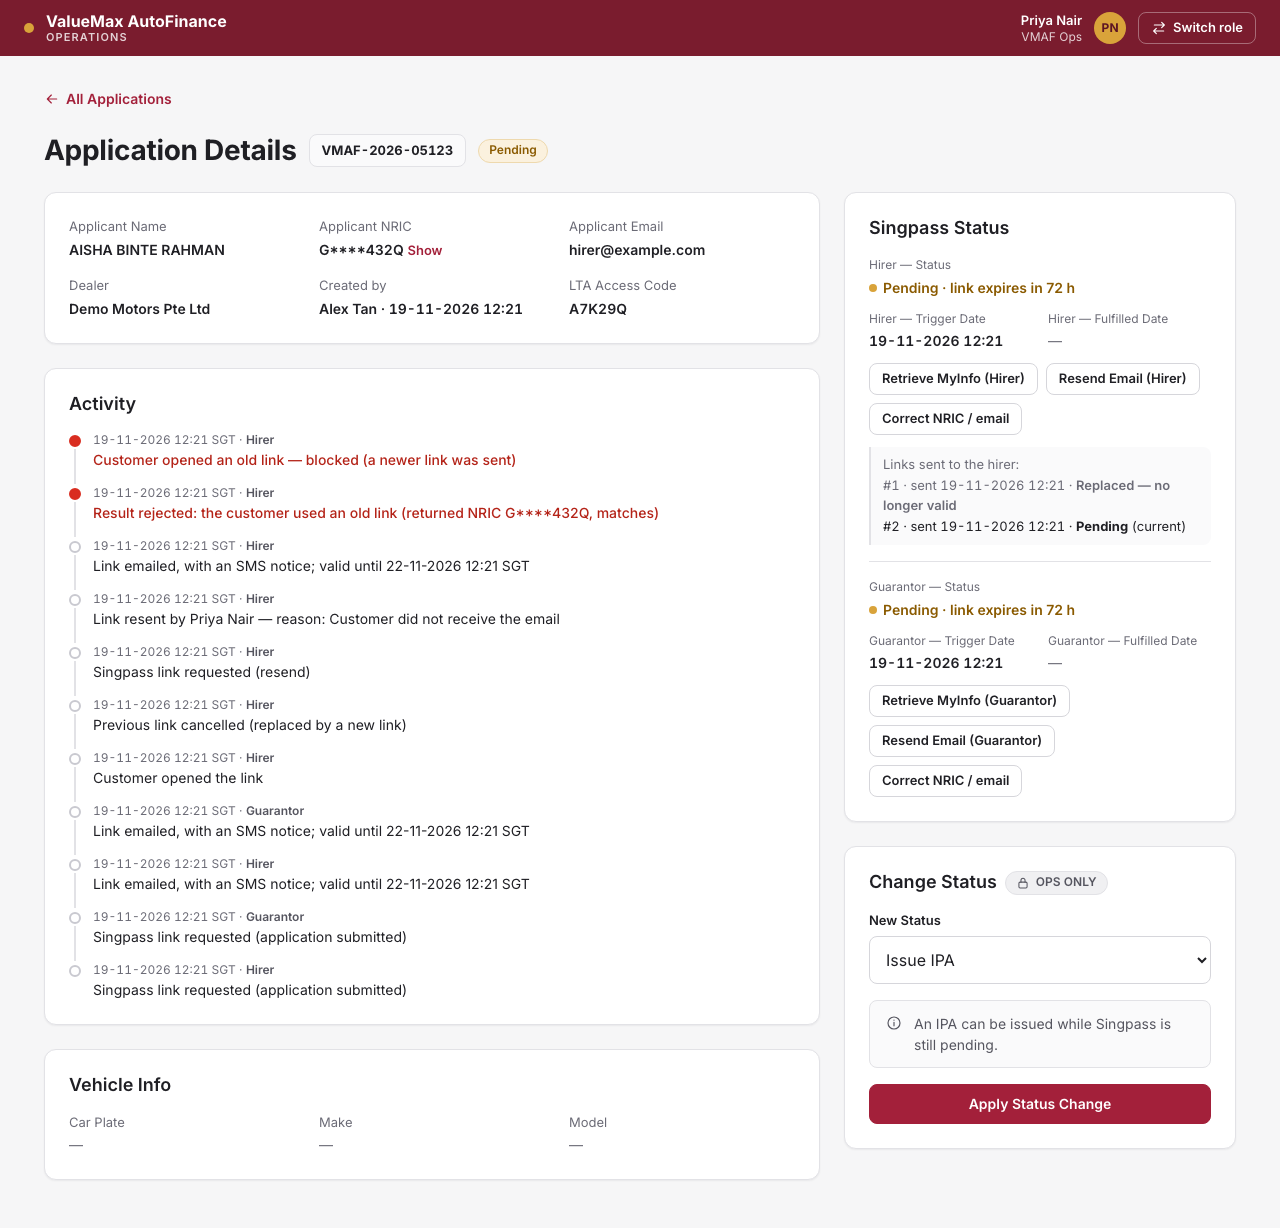 ValueMax AutoFinance
OPERATIONS
Priya Nair
VMAF Ops
PN
Switch role
← All Applications
Application Details
VMAF-2026-05123
Pending
Applicant Name
AISHA BINTE RAHMAN
Applicant NRIC
G****432Q Show
Applicant Email
hirer@example.com
Dealer
Demo Motors Pte Ltd
Created by
Alex Tan · 19-11-2026 12:21
LTA Access Code
A7K29Q
Activity
19-11-2026 12:21 SGT · Hirer
Customer opened an old link — blocked (a newer link was sent)
19-11-2026 12:21 SGT · Hirer
Result rejected: the customer used an old link (returned NRIC G****432Q, matches)
19-11-2026 12:21 SGT · Hirer
Link emailed, with an SMS notice; valid until 22-11-2026 12:21 SGT
19-11-2026 12:21 SGT · Hirer
Link resent by Priya Nair — reason: Customer did not receive the email
19-11-2026 12:21 SGT · Hirer
Singpass link requested (resend)
19-11-2026 12:21 SGT · Hirer
Previous link cancelled (replaced by a new link)
19-11-2026 12:21 SGT · Hirer
Customer opened the link
19-11-2026 12:21 SGT · Guarantor
Link emailed, with an SMS notice; valid until 22-11-2026 12:21 SGT
19-11-2026 12:21 SGT · Hirer
Link emailed, with an SMS notice; valid until 22-11-2026 12:21 SGT
19-11-2026 12:21 SGT · Guarantor
Singpass link requested (application submitted)
19-11-2026 12:21 SGT · Hirer
Singpass link requested (application submitted)
Vehicle Info
Car Plate
—
Make
—
Model
—
Singpass Status
Hirer — Status
Pending · link expires in 72 h
Hirer — Trigger Date
19-11-2026 12:21
Hirer — Fulfilled Date
—
Retrieve MyInfo (Hirer)
Resend Email (Hirer)
Correct NRIC / email
Links sent to the hirer:
#1 · sent 19-11-2026 12:21 · Replaced — no
longer valid
#2 · sent 19-11-2026 12:21 · Pending (current)
Guarantor — Status
Pending · link expires in 72 h
Guarantor — Trigger Date
19-11-2026 12:21
Guarantor — Fulfilled Date
—
Retrieve MyInfo (Guarantor)
Resend Email (Guarantor)
Correct NRIC / email
Change Status
OPS ONLY
New Status
Issue IPA
An IPA can be issued while Singpass is
still pending.
Apply Status Change